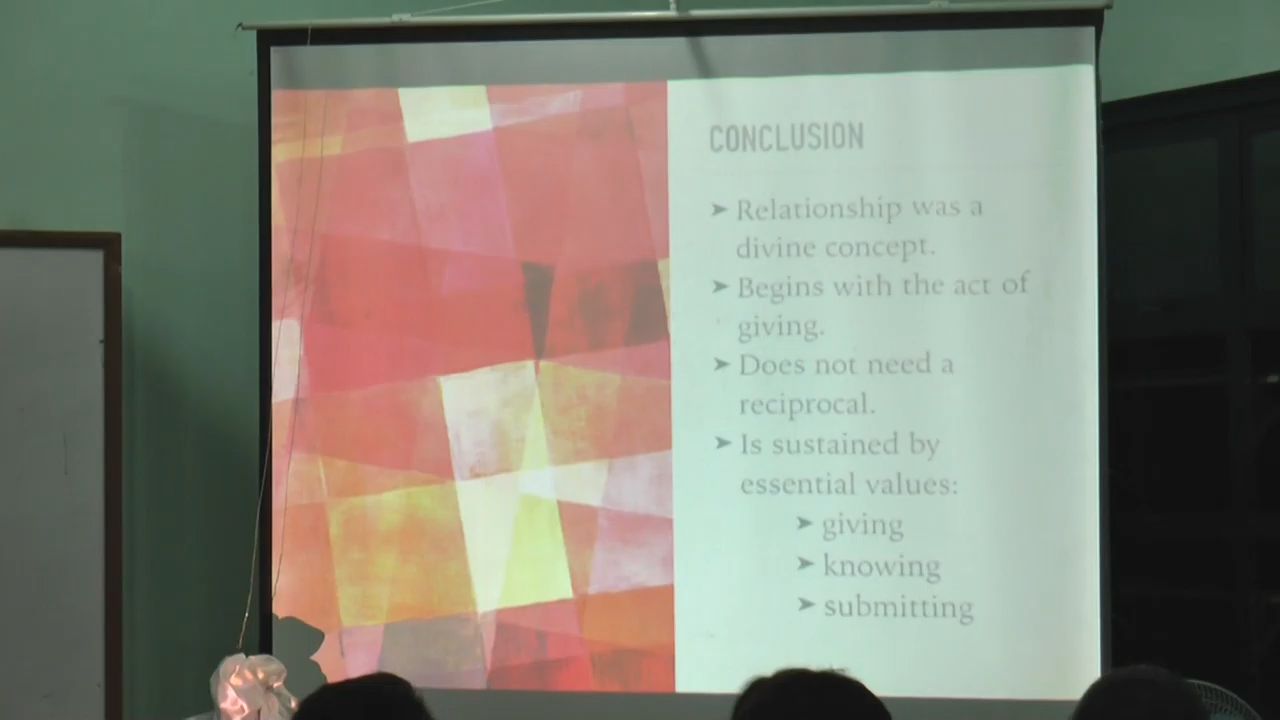 CONCLUSION
➤ Relationship was a
divine concept.
➤ Begins with the act of
giving.
➤ Does not need a
reciprocal.
➤ Is sustained by
essential values:
➤ giving
➤ knowing
➤ submitting